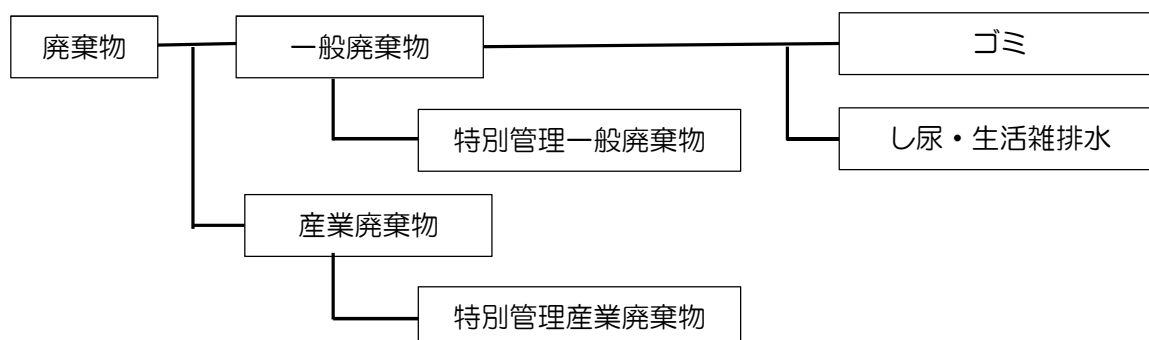 廃棄物
一般廃棄物
ゴミ
特別管理一般廃棄物
し尿・生活雑排水
産業廃棄物
特別管理産業廃棄物